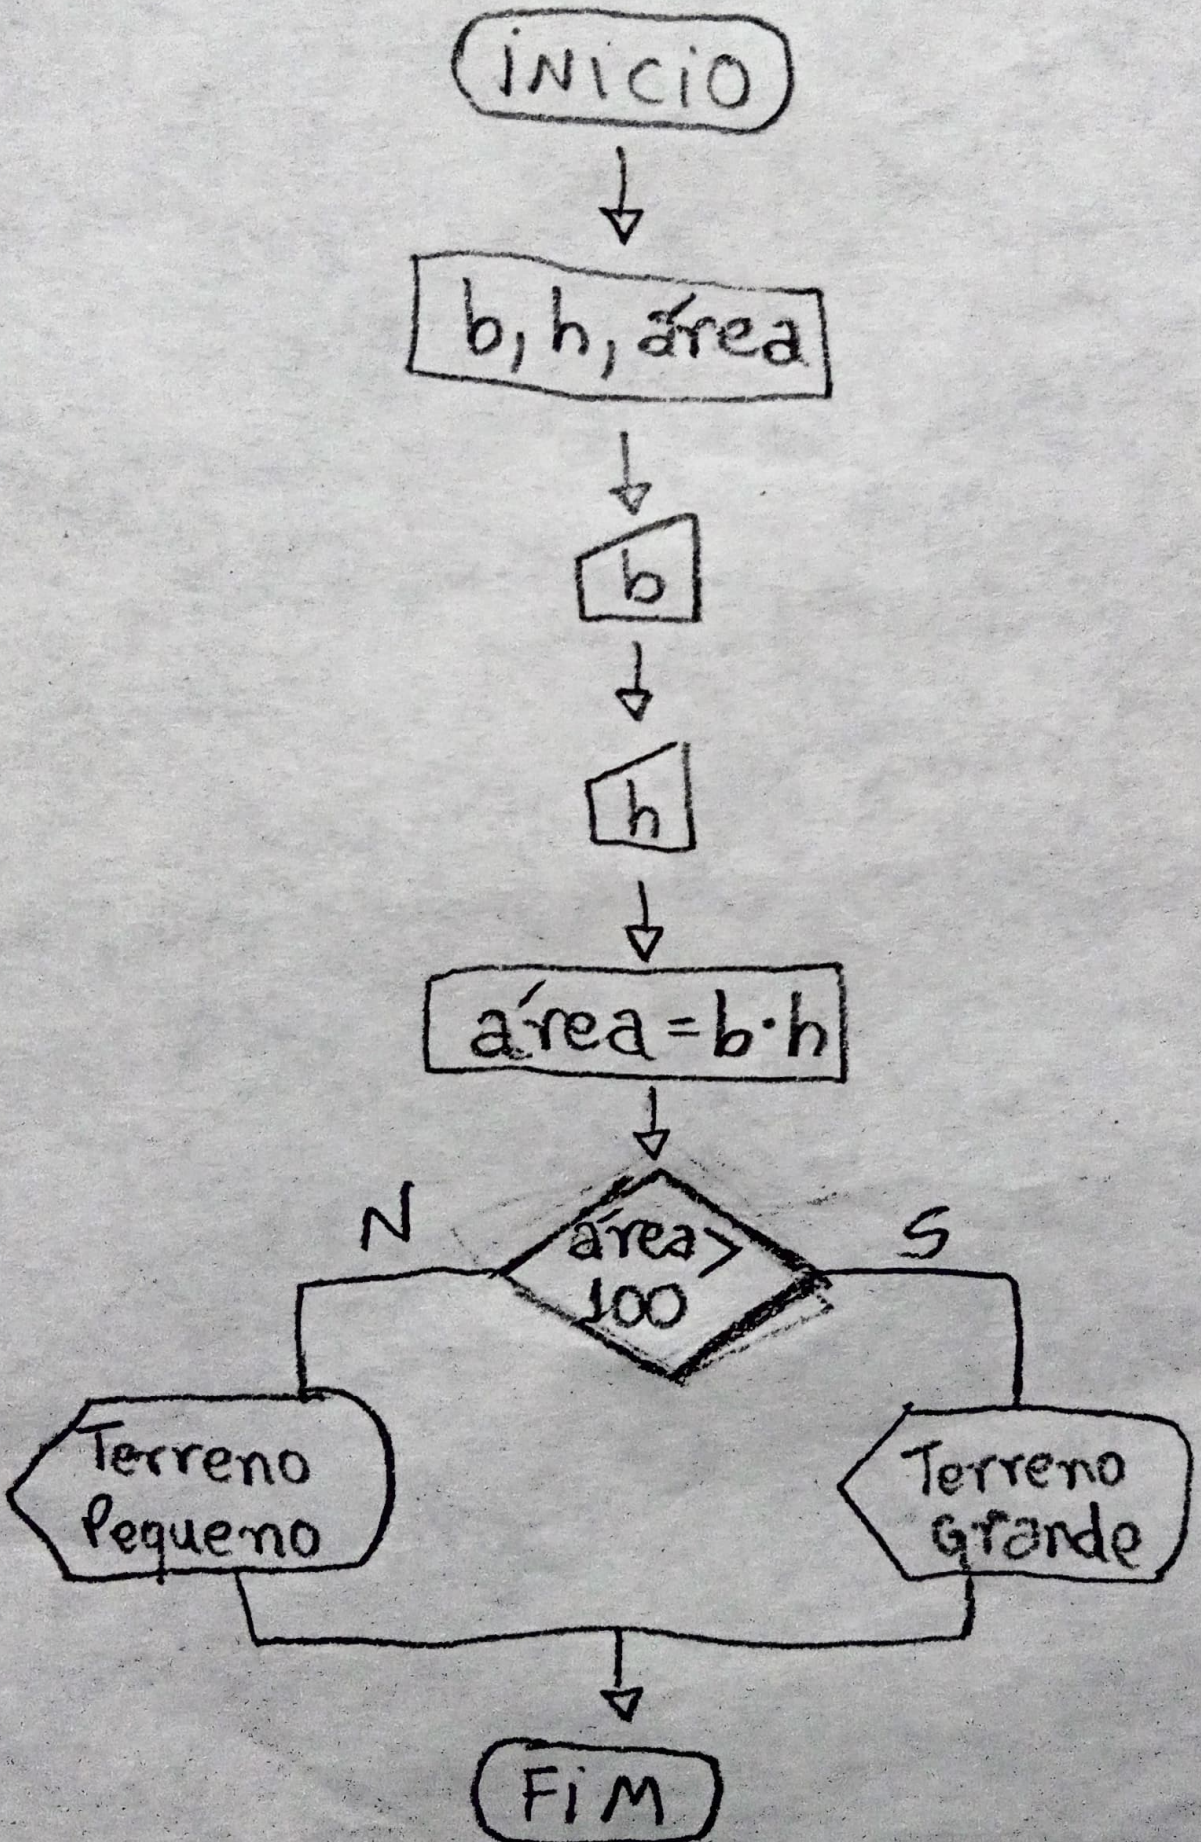 iNiCiO
b, h, área
b
h
área = b·h
N
área >
100
S
Terreno
Pequeno
Terreno
Grande
FiM